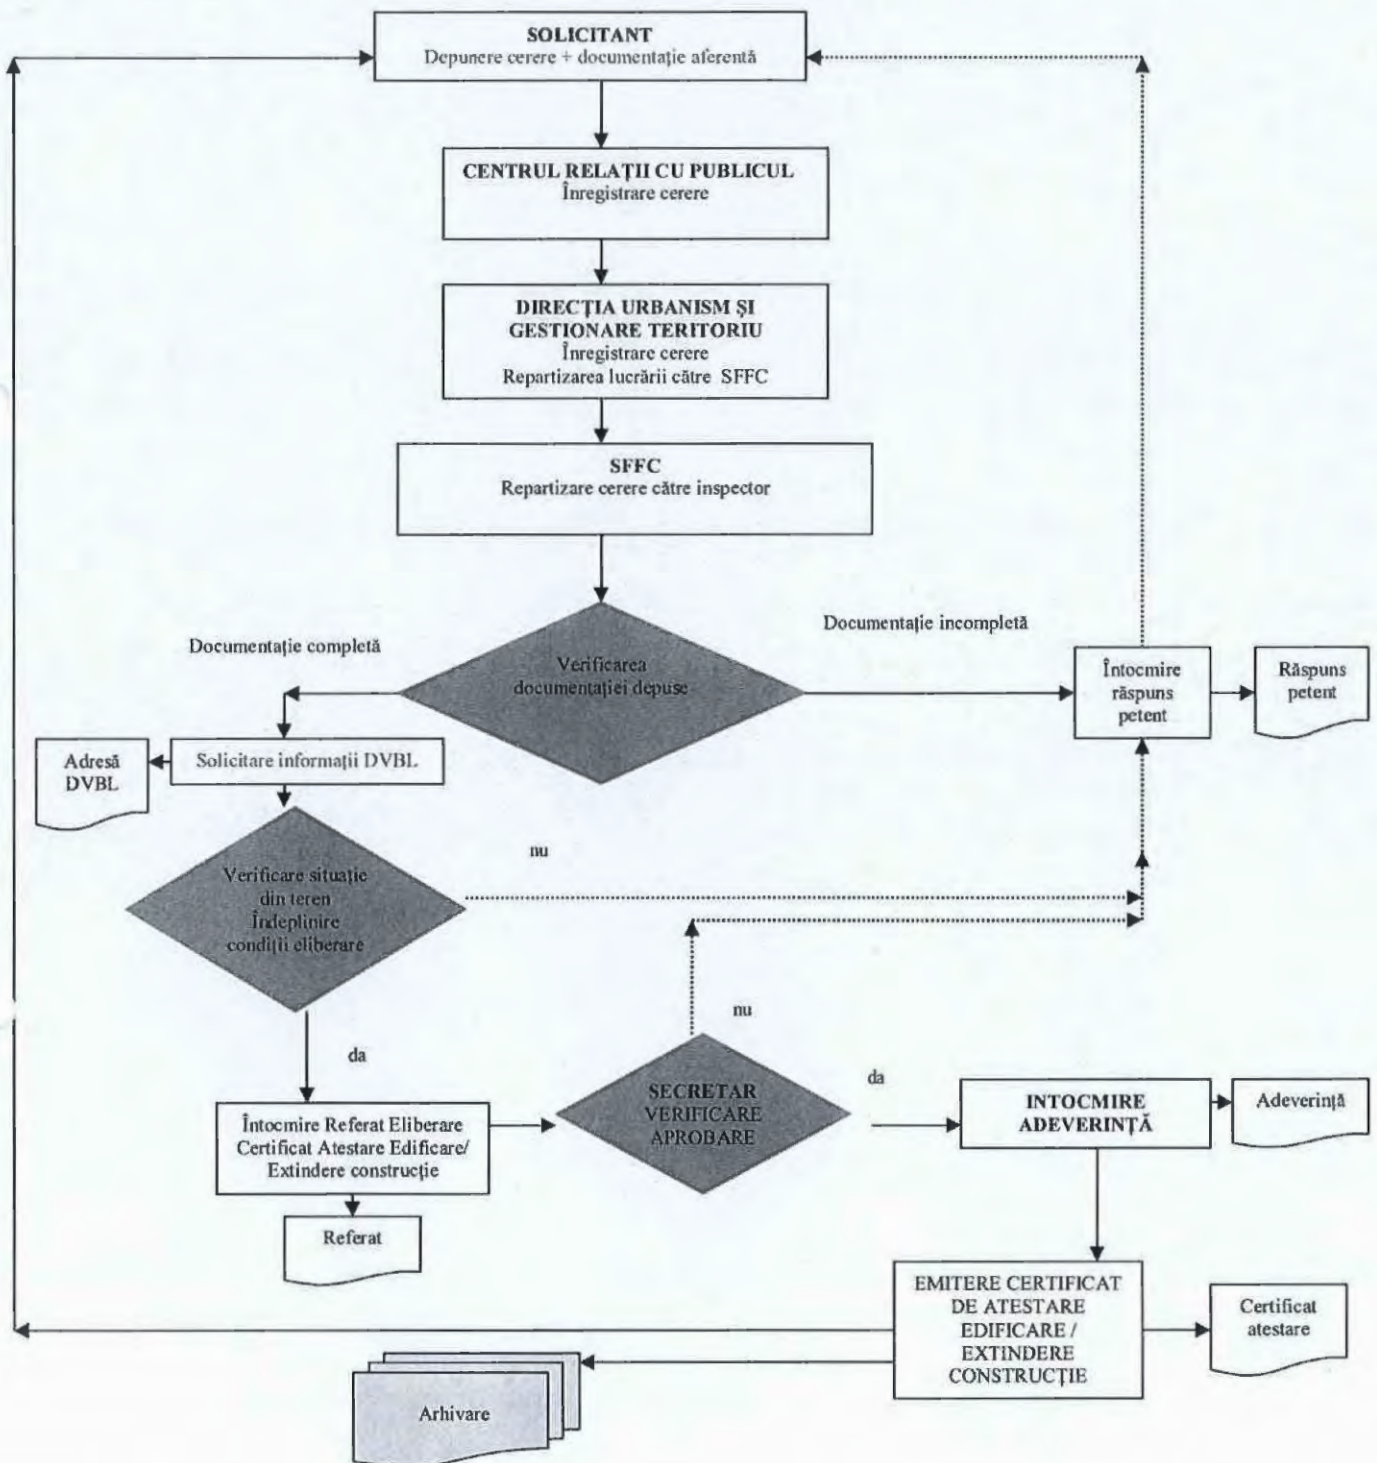 SOLICITANT
Depunere cerere + documentație aferentă
CENTRUL RELAȚII CU PUBLICUL
Înregistrare cerere
DIRECȚIA URBANISM ȘI
GESTIONARE TERITORIU
Înregistrare cerere
Repartizarea lucrării către SFFC
SFFC
Repartizare cerere către inspector
Documentație completă
Documentație incompletă
Verificarea
documentației depuse
Întocmire
răspuns
petent
Răspuns
petent
Adresă
DVBL
Solicitare informații DVBL
nu
Verificare situație
din teren
Îndeplinire
condiții eliberare
da
nu
Întocmire Referat Eliberare
Certificat Atestare Edificare/
Extindere construcție
SECRETAR
VERIFICARE
APROBARE
da
INTOCMIRE
ADEVERINȚĂ
Adeverință
Referat
EMITERE CERTIFICAT
DE ATESTARE
EDIFICARE /
EXTINDERE
CONSTRUCȚIE
Certificat
atestare
Arhivare